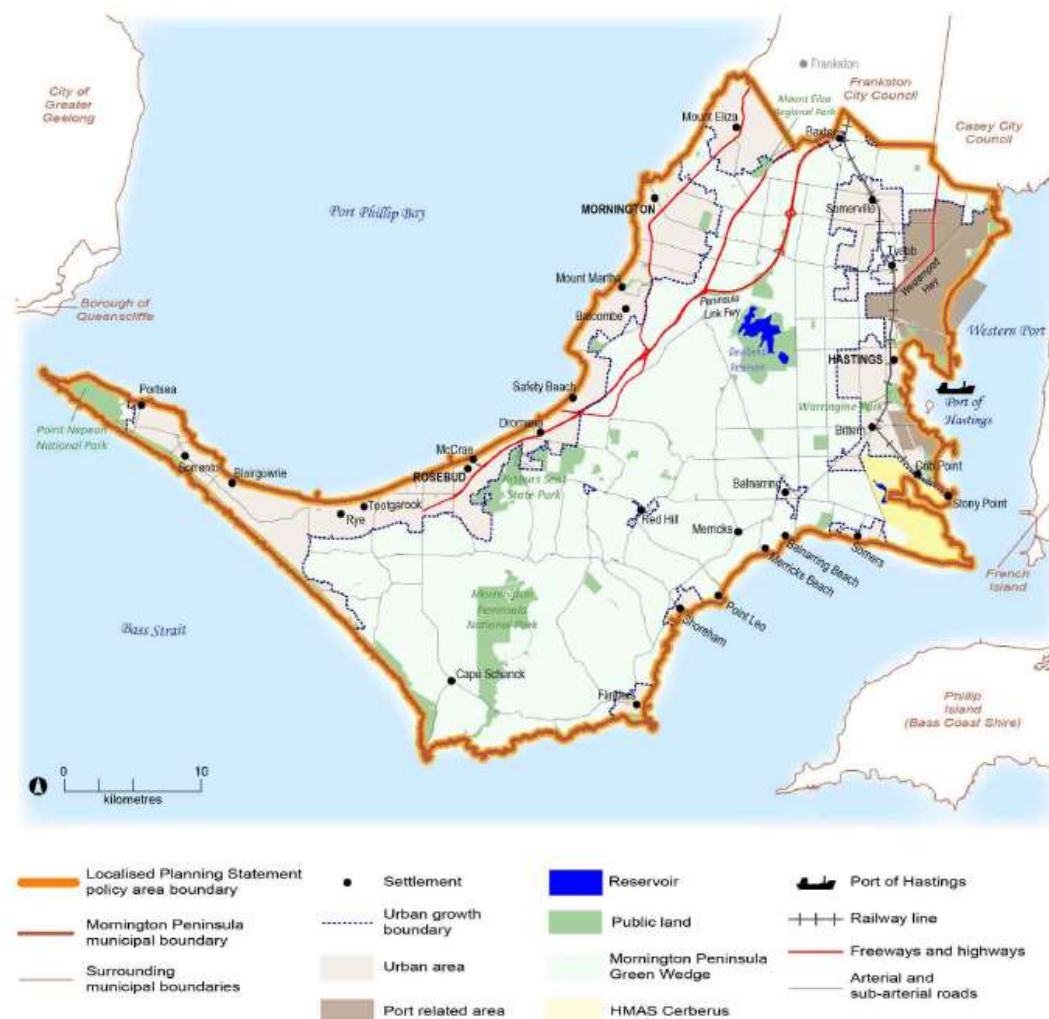 Frankston
City of
Greater
Geelong
Frankston
City Council
Mount Eliza
Regional Park
Mount Eliza
Baxter
Casey City
Council
Port Phillip Bay
MORNINGTON
Somerville
Tyabb
Westernport
Hwy
Mount Martha
Borough of
Queenscliffe
Balcombe
Peninsula
Link Fwy
Western Port
Devilbend
Reservoir
HASTINGS
Safety Beach
Portsea
Port of
Hastings
Point Nepean
National Park
Warringine Park
Dromana
Bittern
McCrae
Sorrento
ROSEBUD
Blairgowrie
Arthurs Seat
State Park
Crib Point
Balnarring
Tootgarook
Rye
Red Hill
Stony Point
Merricks
Balnarring Beach
Somers
Merricks Beach
French
Island
Mornington
Peninsula
National Park
Point Leo
Bass Strait
Shoreham
Cape Schanck
Flinders
Phillip
Island
(Bass Coast Shire)
0 10
kilometres
Localised Planning Statement
policy area boundary
Mornington Peninsula
municipal boundary
Surrounding
municipal boundaries
Settlement
Urban growth
boundary
Urban area
Port related area
Reservoir
Public land
Mornington Peninsula
Green Wedge
HMAS Cerberus
Port of Hastings
Railway line
Freeways and highways
Arterial and
sub-arterial roads